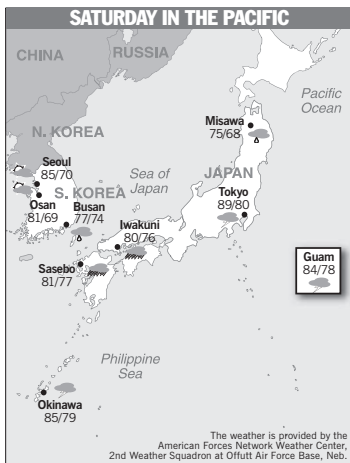 SATURDAY IN THE PACIFIC
CHINA
RUSSIA
Pacific
Ocean
Misawa
75/68
N. KOREA
Seoul
85/70
Sea of
Japan
JAPAN
S. KOREA
Osan
81/69
Busan
77/74
Tokyo
89/80
Iwakuni
80/76
Guam
84/78
Sasebo
81/77
Philippine
Sea
Okinawa
85/79
The weather is provided by the
American Forces Network Weather Center,
2nd Weather Squadron at Offutt Air Force Base, Neb.